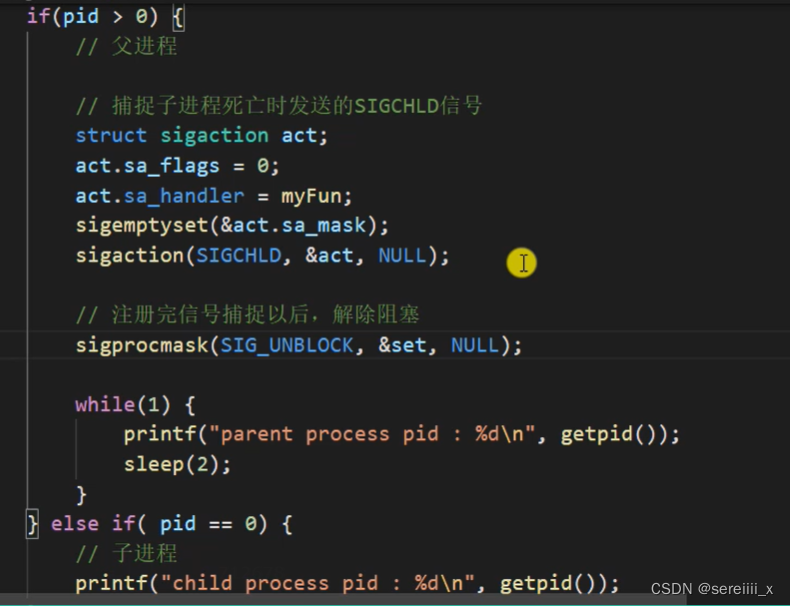 if(pid > 0) {
// 父进程
// 捕捉子进程死亡时发送的SIGCHLD信号
struct sigaction act;
act.sa_flags = 0;
act.sa_handler = myFun;
sigemptyset(&act.sa_mask);
sigaction(SIGCHLD, &act, NULL);
// 注册完信号捕捉以后，解除阻塞
sigprocmask(SIG_UNBLOCK, &set, NULL);
while(1) {
printf("parent process pid : %d\n", getpid());
sleep(2);
}
} else if( pid == 0) {
// 子进程
printf("child process pid : %d\n", getpid());
CSDN @sereiiii_x